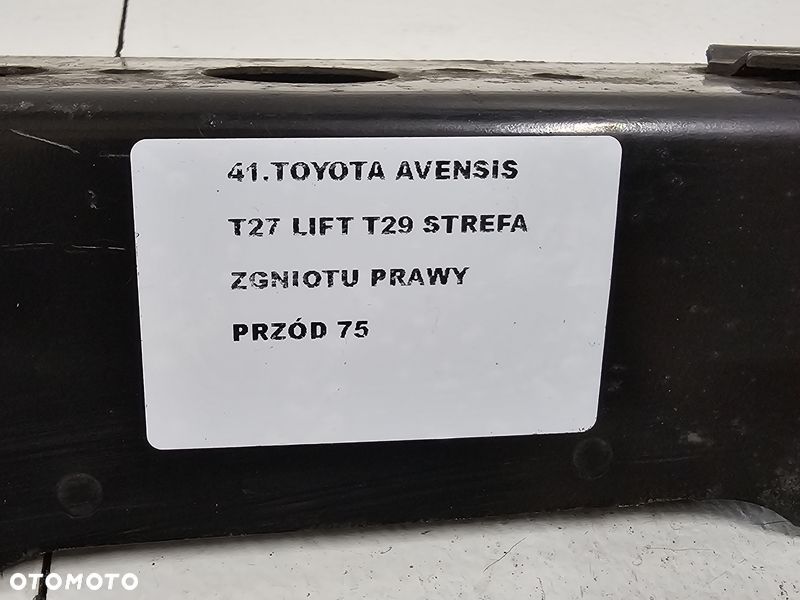 41.TOYOTA AVENSIS
T27 LIFT T29 STREFA
ZGNIOTU PRAWY
PRZÓD 75
OTOMOTO